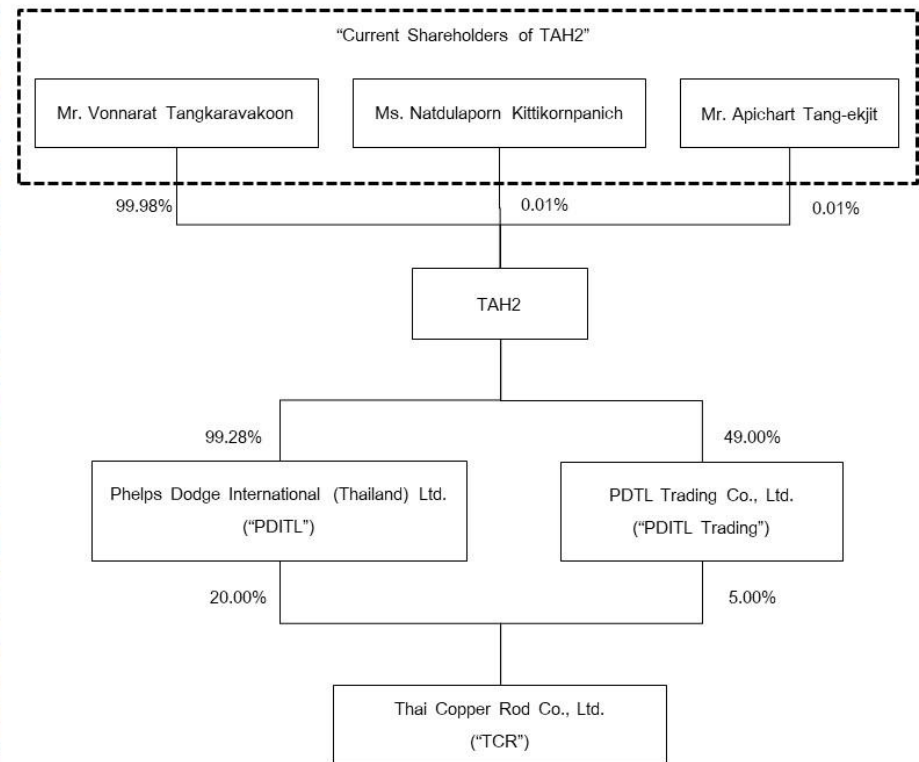 “Current Shareholders of TAH2”
Mr. Vonnarat Tangkaravakoon
Ms. Natdulaporn Kittikornpanich
Mr. Apichart Tang-ekjit
99.98%
0.01%
0.01%
TAH2
99.28%
49.00%
Phelps Dodge International (Thailand) Ltd.
(“PDITL”)
PDTL Trading Co., Ltd.
(“PDITL Trading”)
20.00%
5.00%
Thai Copper Rod Co., Ltd.
(“TCR”)